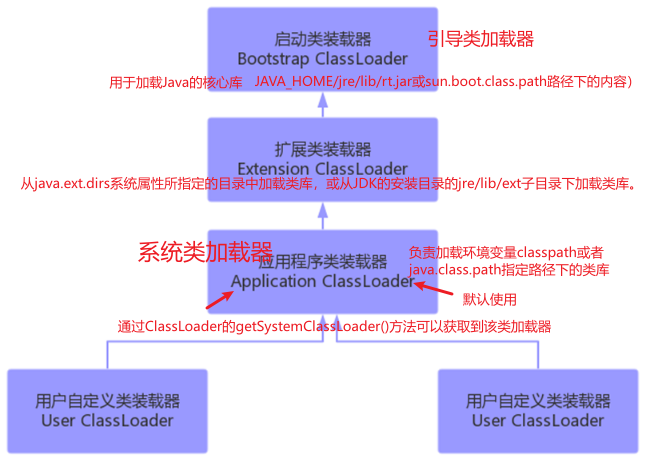 启动类装载器
Bootstrap ClassLoader
引导类加载器
用于加载Java的核心库 JAVA_HOME/jre/lib/rt.jar或sun.boot.class.path路径下的内容）
扩展类装载器
Extension ClassLoader
从java.ext.dirs系统属性所指定的目录中加载类库，或从JDK的安装目录的jre/lib/ext子目录下加载类库。
系统类加载器
应用程序类装载器
Application ClassLoader
负责加载环境变量classpath或者
java.class.path指定路径下的类库
默认使用
通过ClassLoader的getSystemClassLoader()方法可以获取到该类加载器
用户自定义类装载器
User ClassLoader
用户自定义类装载器
User ClassLoader